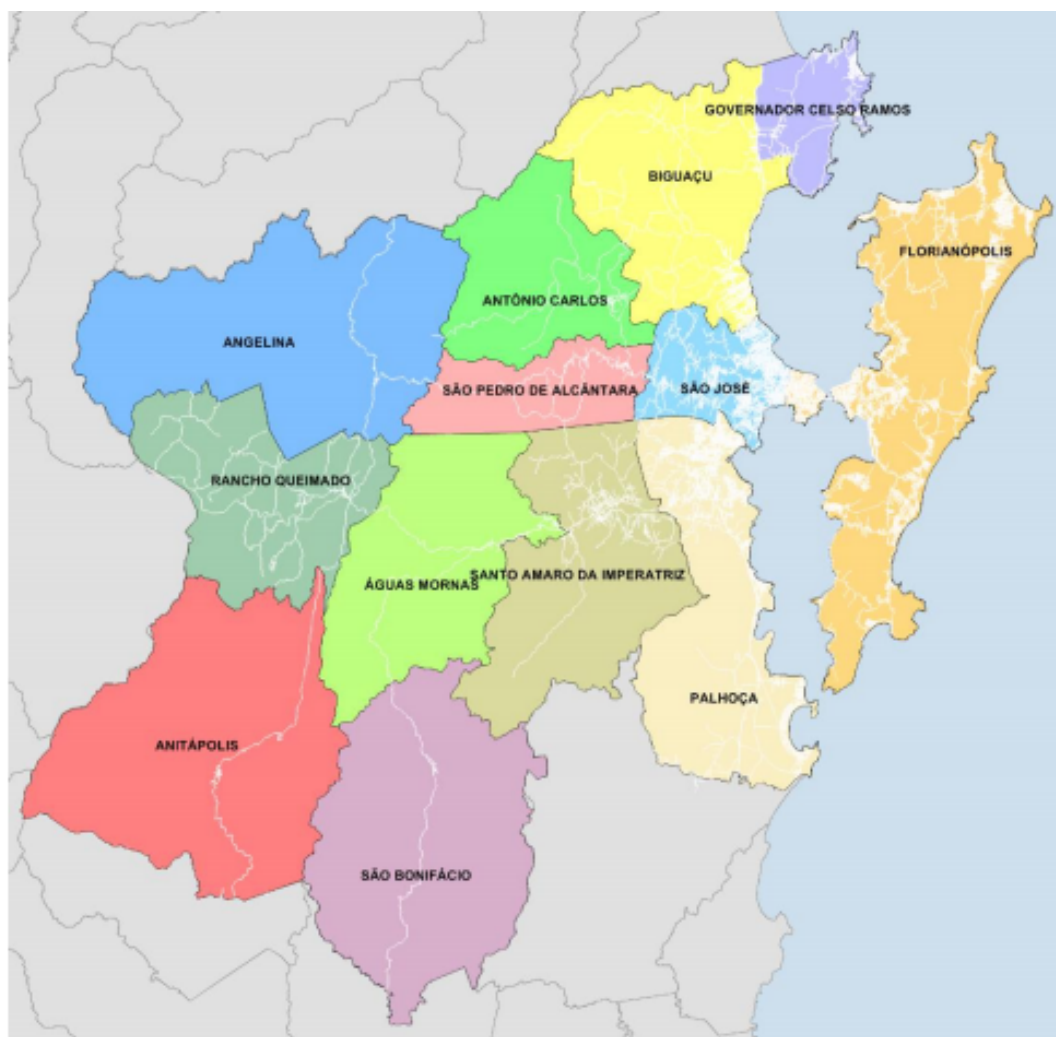 GOVERNADOR CELSO RAMOS
BIGUAÇU
FLORIANÓPOLIS
ANTÔNIO CARLOS
ANGELINA
SÃO PEDRO DE ALCÂNTARA
SÃO JOSÉ
RANCHO QUEIMADO
ÁGUAS MORNAS
SANTO AMARO DA IMPERATRIZ
PALHOÇA
ANITÁPOLIS
SÃO BONIFÁCIO